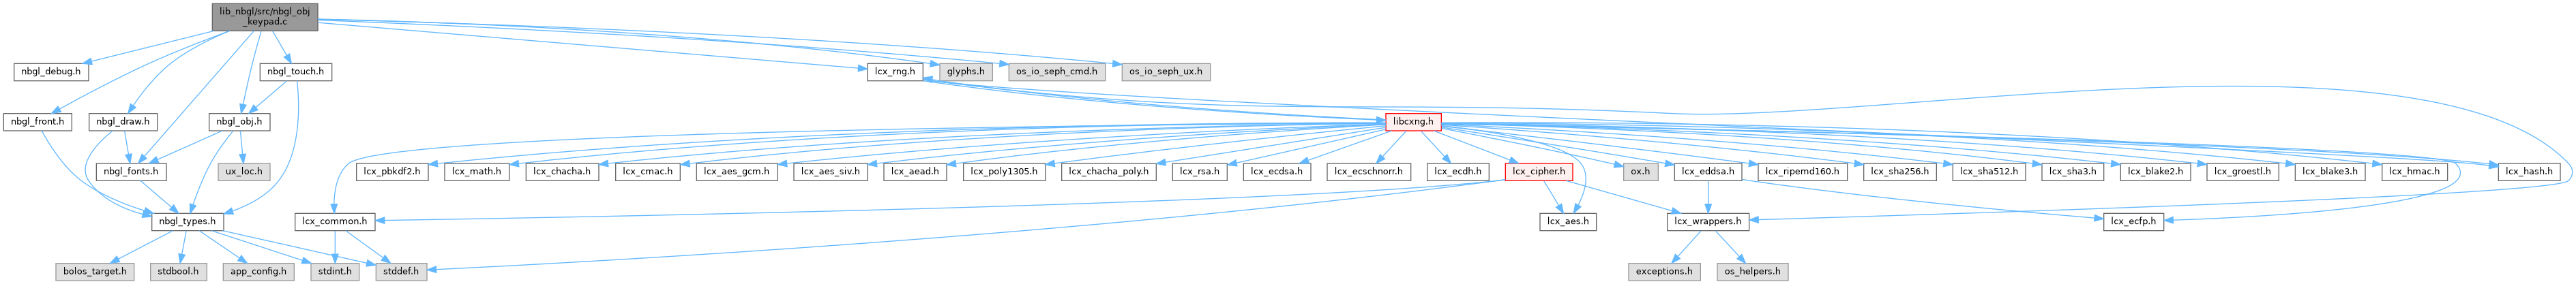 lib_nbgl/src/nbgl_obj
_keypad.c
nbgl_debug.h
nbgl_touch.h
lcx_rng.h
glyphs.h
os_io_seph_cmd.h
os_io_seph_ux.h
nbgl_front.h
nbgl_draw.h
nbgl_obj.h
libcxng.h
nbgl_fonts.h
ux_loc.h
lcx_pbkdf2.h
lcx_math.h
lcx_chacha.h
lcx_cmac.h
lcx_aes_gcm.h
lcx_aes_siv.h
lcx_aead.h
lcx_poly1305.h
lcx_chacha_poly.h
lcx_rsa.h
lcx_ecdsa.h
lcx_ecschnorr.h
lcx_ecdh.h
lcx_cipher.h
ox.h
lcx_eddsa.h
lcx_ripemd160.h
lcx_sha256.h
lcx_sha512.h
lcx_sha3.h
lcx_blake2.h
lcx_groestl.h
lcx_blake3.h
lcx_hmac.h
lcx_hash.h
nbgl_types.h
lcx_common.h
lcx_aes.h
lcx_wrappers.h
lcx_ecfp.h
bolos_target.h
stdbool.h
app_config.h
stdint.h
stddef.h
exceptions.h
os_helpers.h